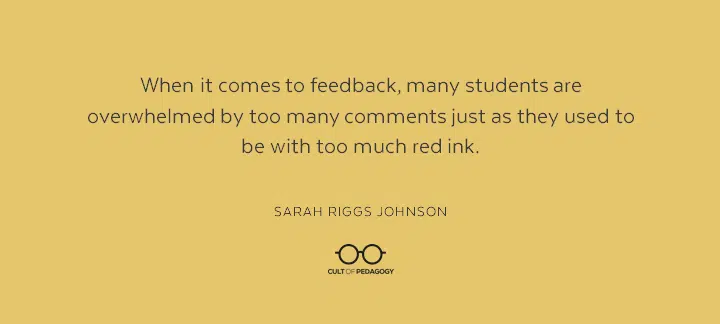 When it comes to feedback, many students are
overwhelmed by too many comments just as they used to
be with too much red ink.
SARAH RIGGS JOHNSON
CULT OF PEDAGOGY